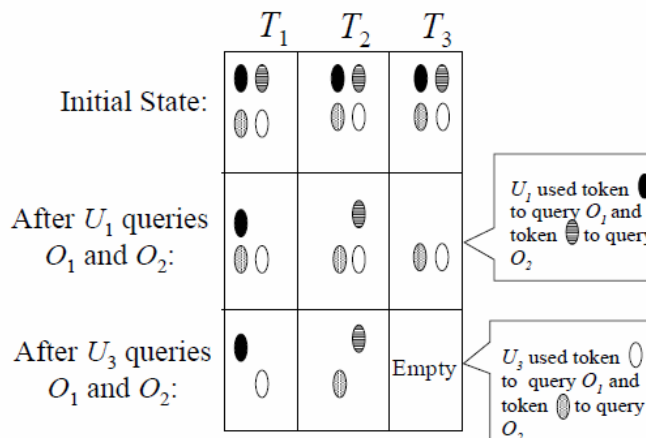 T1 T2 T3
Initial State:
After U1 queries
O1 and O2:
U1 used token
to query O1 and
token to query
O2
After U3 queries
O1 and O2:
Empty
U3 used token
to query O1 and
token to query
O2